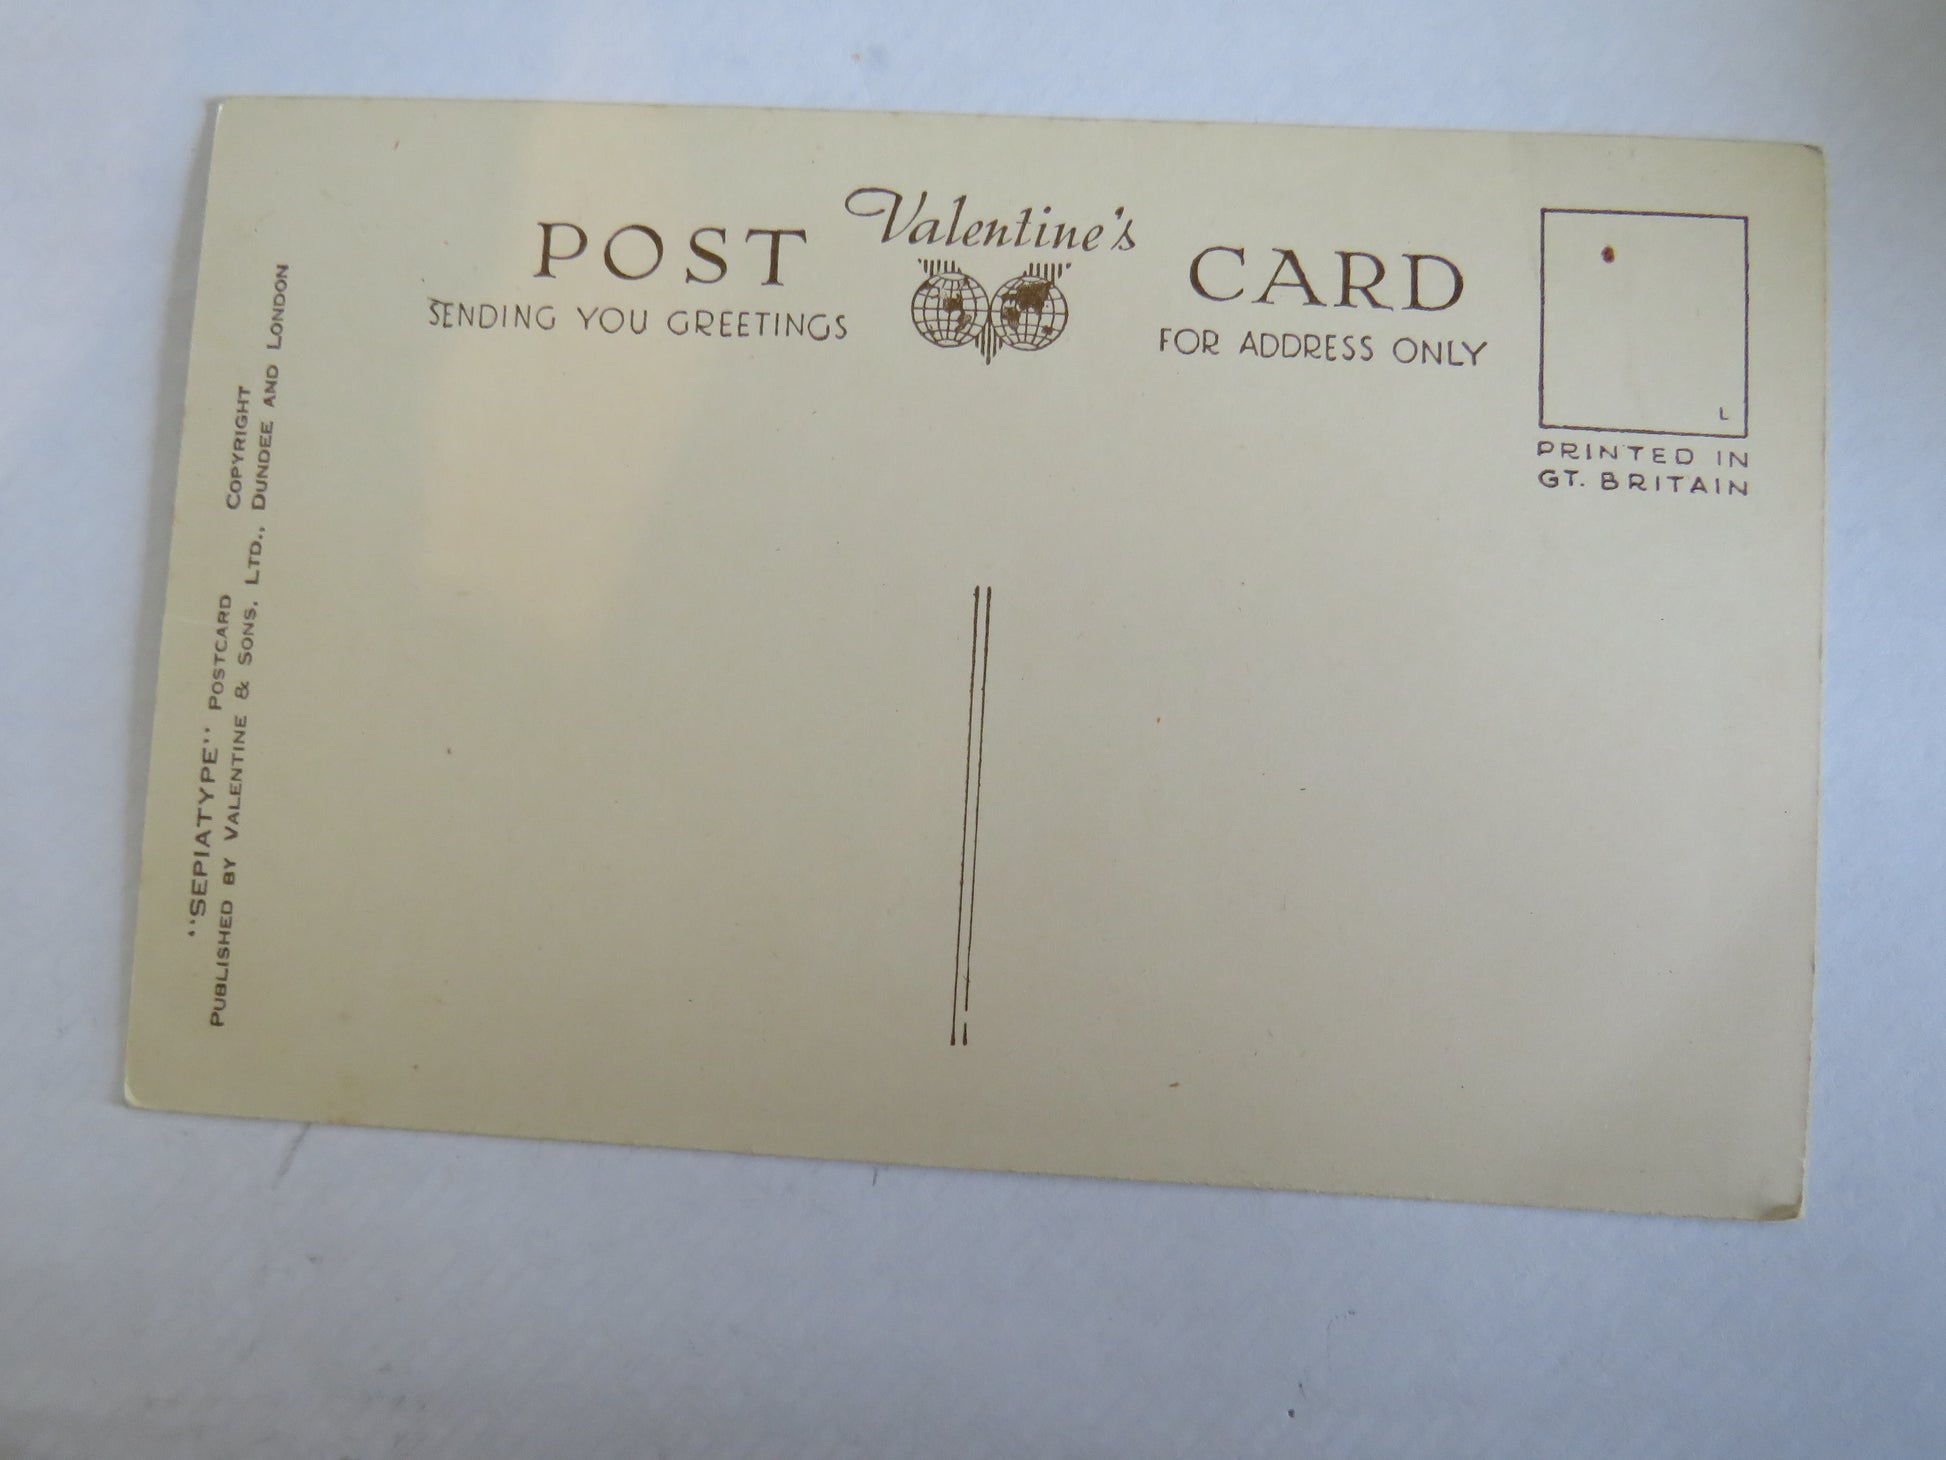 POST Valentine's CARD
SENDING YOU GREETINGS
FOR ADDRESS ONLY
L
PRINTED IN
GT. BRITAIN
"SEPIATYPE" POSTCARD COPYRIGHT
PUBLISHED BY VALENTINE & SONS, LTD., DUNDEE AND LONDON